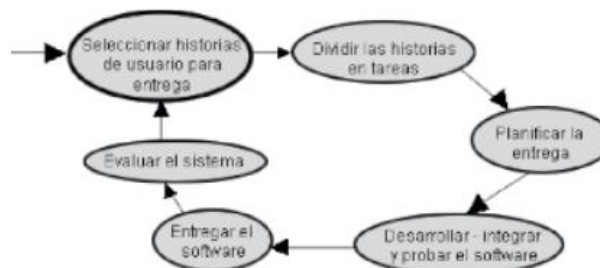 Seleccionar historias
de usuario para
entrega
Dividir las historias
en tareas
Planificar la
entrega
Desarrollar - integrar
y probar el software
Entregar el
software
Evaluar el sistema